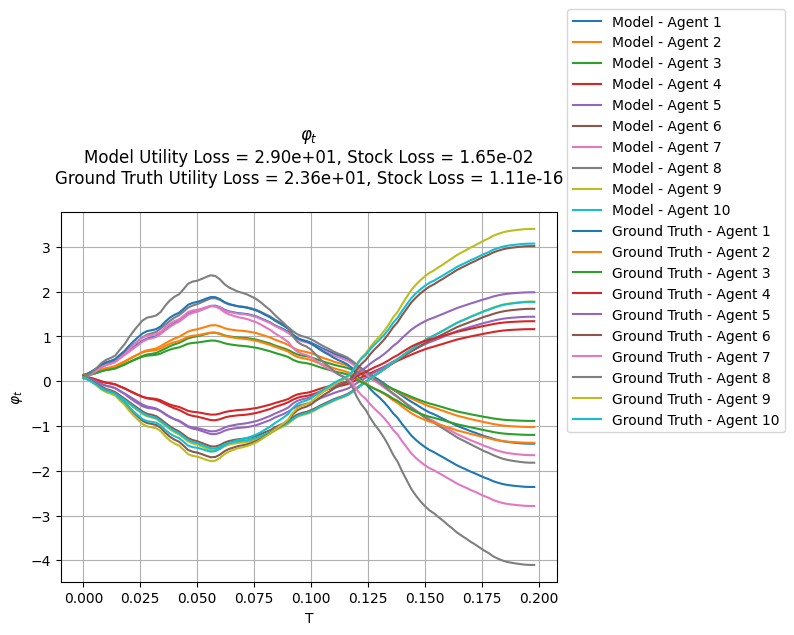 φt
Model Utility Loss = 2.90e+01, Stock Loss = 1.65e-02
Ground Truth Utility Loss = 2.36e+01, Stock Loss = 1.11e-16
φt
3
2
1
0
−1
−2
−3
−4
0.000 0.025 0.050 0.075 0.100 0.125 0.150 0.175 0.200
T
Model - Agent 1
Model - Agent 2
Model - Agent 3
Model - Agent 4
Model - Agent 5
Model - Agent 6
Model - Agent 7
Model - Agent 8
Model - Agent 9
Model - Agent 10
Ground Truth - Agent 1
Ground Truth - Agent 2
Ground Truth - Agent 3
Ground Truth - Agent 4
Ground Truth - Agent 5
Ground Truth - Agent 6
Ground Truth - Agent 7
Ground Truth - Agent 8
Ground Truth - Agent 9
Ground Truth - Agent 10